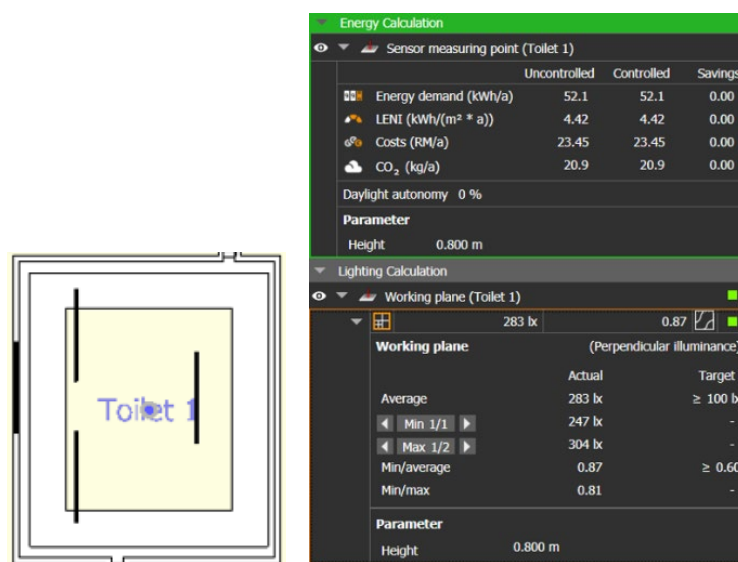 Toilet 1
Energy Calculation
Sensor measuring point (Toilet 1)
Uncontrolled Controlled Savings
Energy demand (kWh/a) 52.1 52.1 0.00
LENI (kWh/(m² * a)) 4.42 4.42 0.00
Costs (RM/a) 23.45 23.45 0.00
CO₂ (kg/a) 20.9 20.9 0.00
Daylight autonomy 0 %
Parameter
Height 0.800 m
Lighting Calculation
Working plane (Toilet 1)
283 lx 0.87
Working plane (Perpendicular illuminance)
Actual Target
Average 283 lx ≥ 100 lx
Min 1/1 247 lx -
Max 1/2 304 lx -
Min/average 0.87 ≥ 0.60
Min/max 0.81 -
Parameter
Height 0.800 m